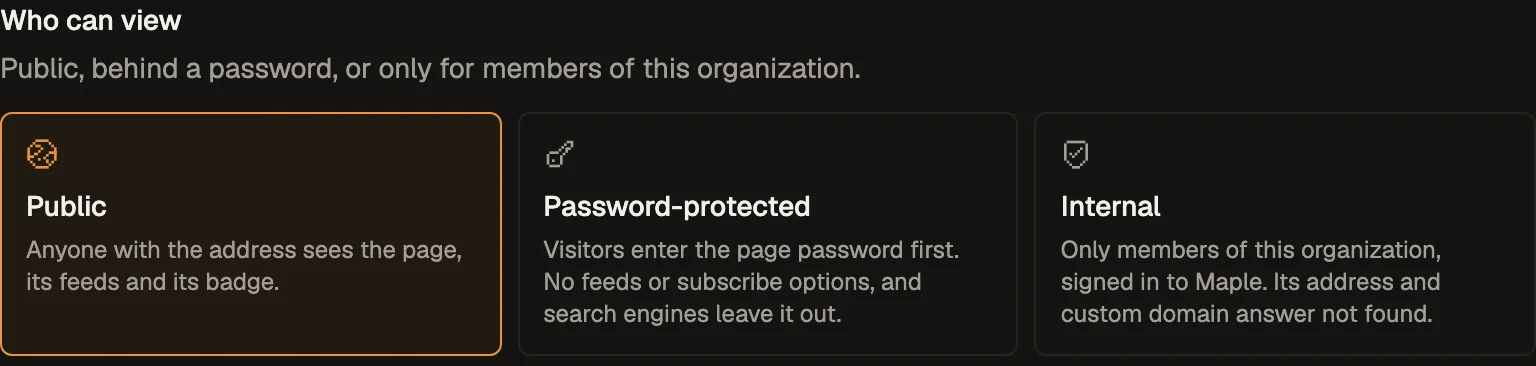 Who can view
Public, behind a password, or only for members of this organization.
Public
Anyone with the address sees the page,
its feeds and its badge.
Password-protected
Visitors enter the page password first.
No feeds or subscribe options, and
search engines leave it out.
Internal
Only members of this organization,
signed in to Maple. Its address and
custom domain answer not found.